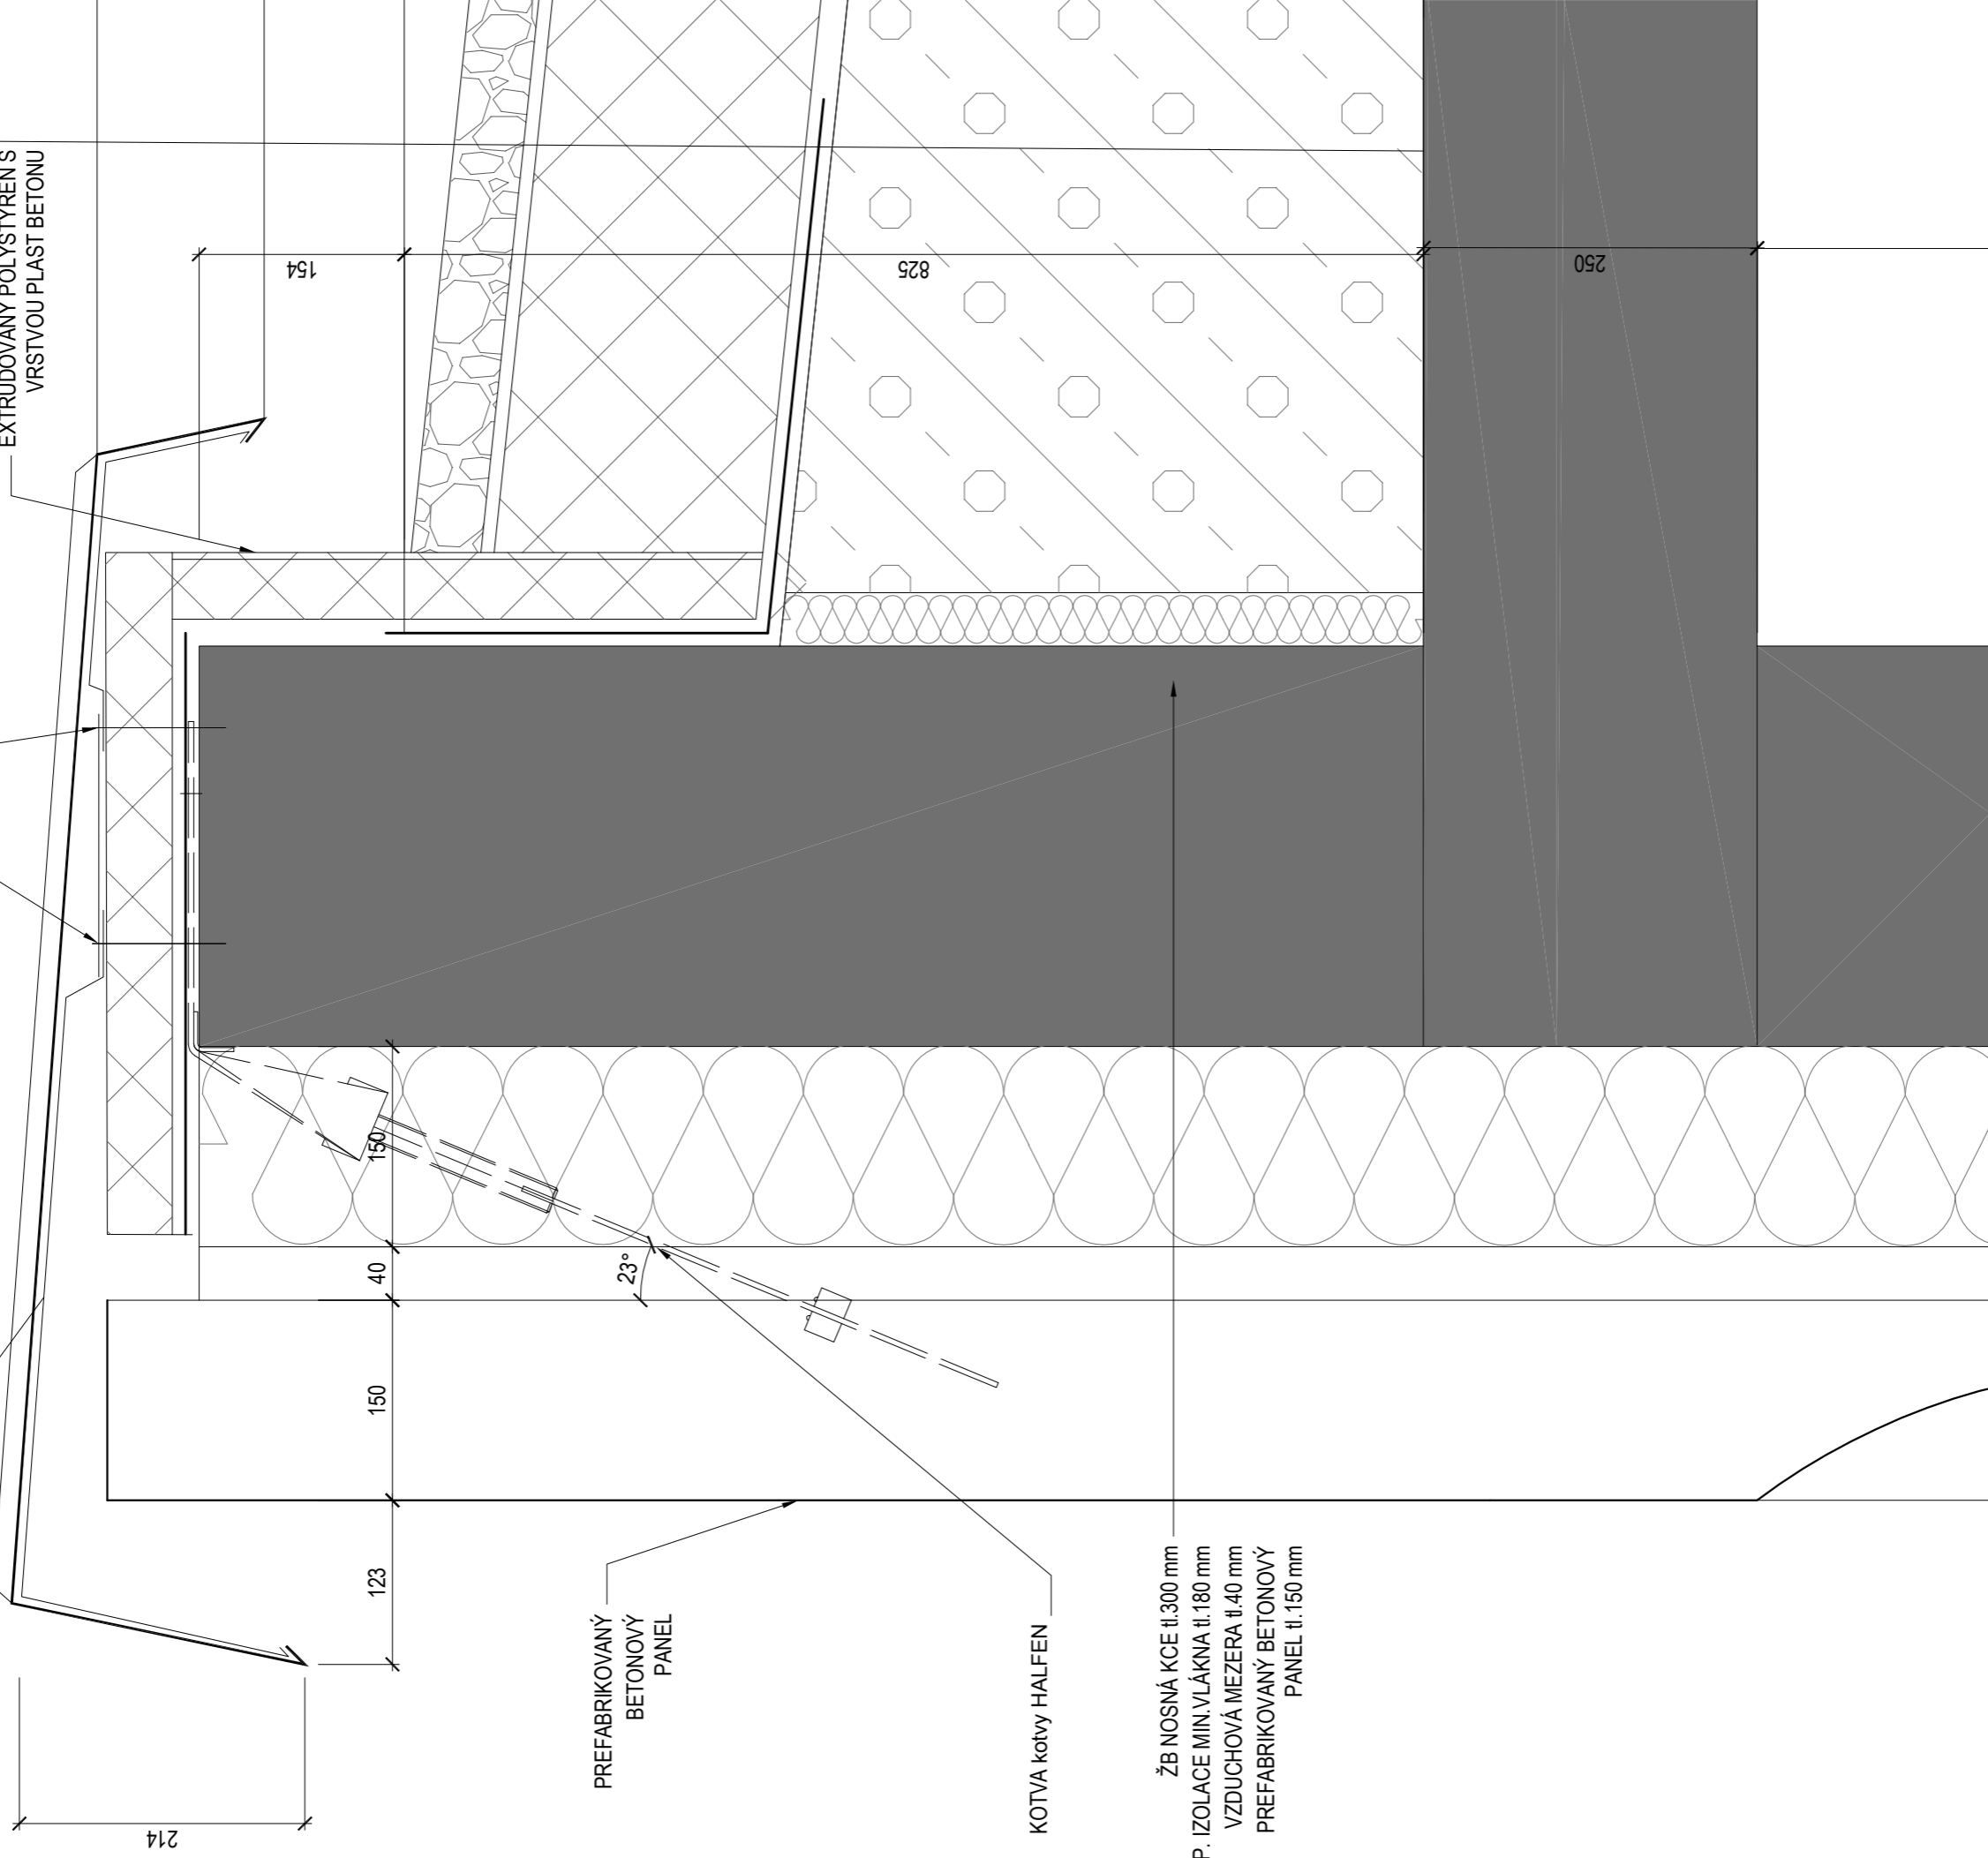 EXTRUDOVANÝ POLYSTYREN S
VRSTVOU PLAST BETONU
154
825
250
150
40
23°
150
123
214
PREFABRIKOVANÝ
BETONOVÝ
PANEL
KOTVA kotvy HALFEN
ŽB NOSNÁ KCE tl.300 mm
P. IZOLACE MIN.VLÁKNA tl.180 mm
VZDUCHOVÁ MEZERA tl.40 mm
PREFABRIKOVANÝ BETONOVÝ
PANEL tl.150 mm